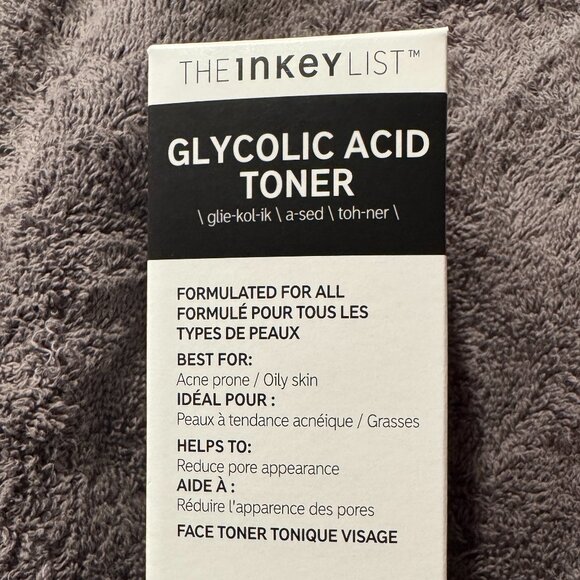 THE INKEY LIST™
GLYCOLIC ACID
TONER
\ glie-kol-ik \ a-sed \ toh-ner \
FORMULATED FOR ALL
FORMULÉ POUR TOUS LES
TYPES DE PEAUX
BEST FOR:
Acne prone / Oily skin
IDÉAL POUR :
Peaux à tendance acnéique / Grasses
HELPS TO:
Reduce pore appearance
AIDE À :
Réduire l'apparence des pores
FACE TONER TONIQUE VISAGE